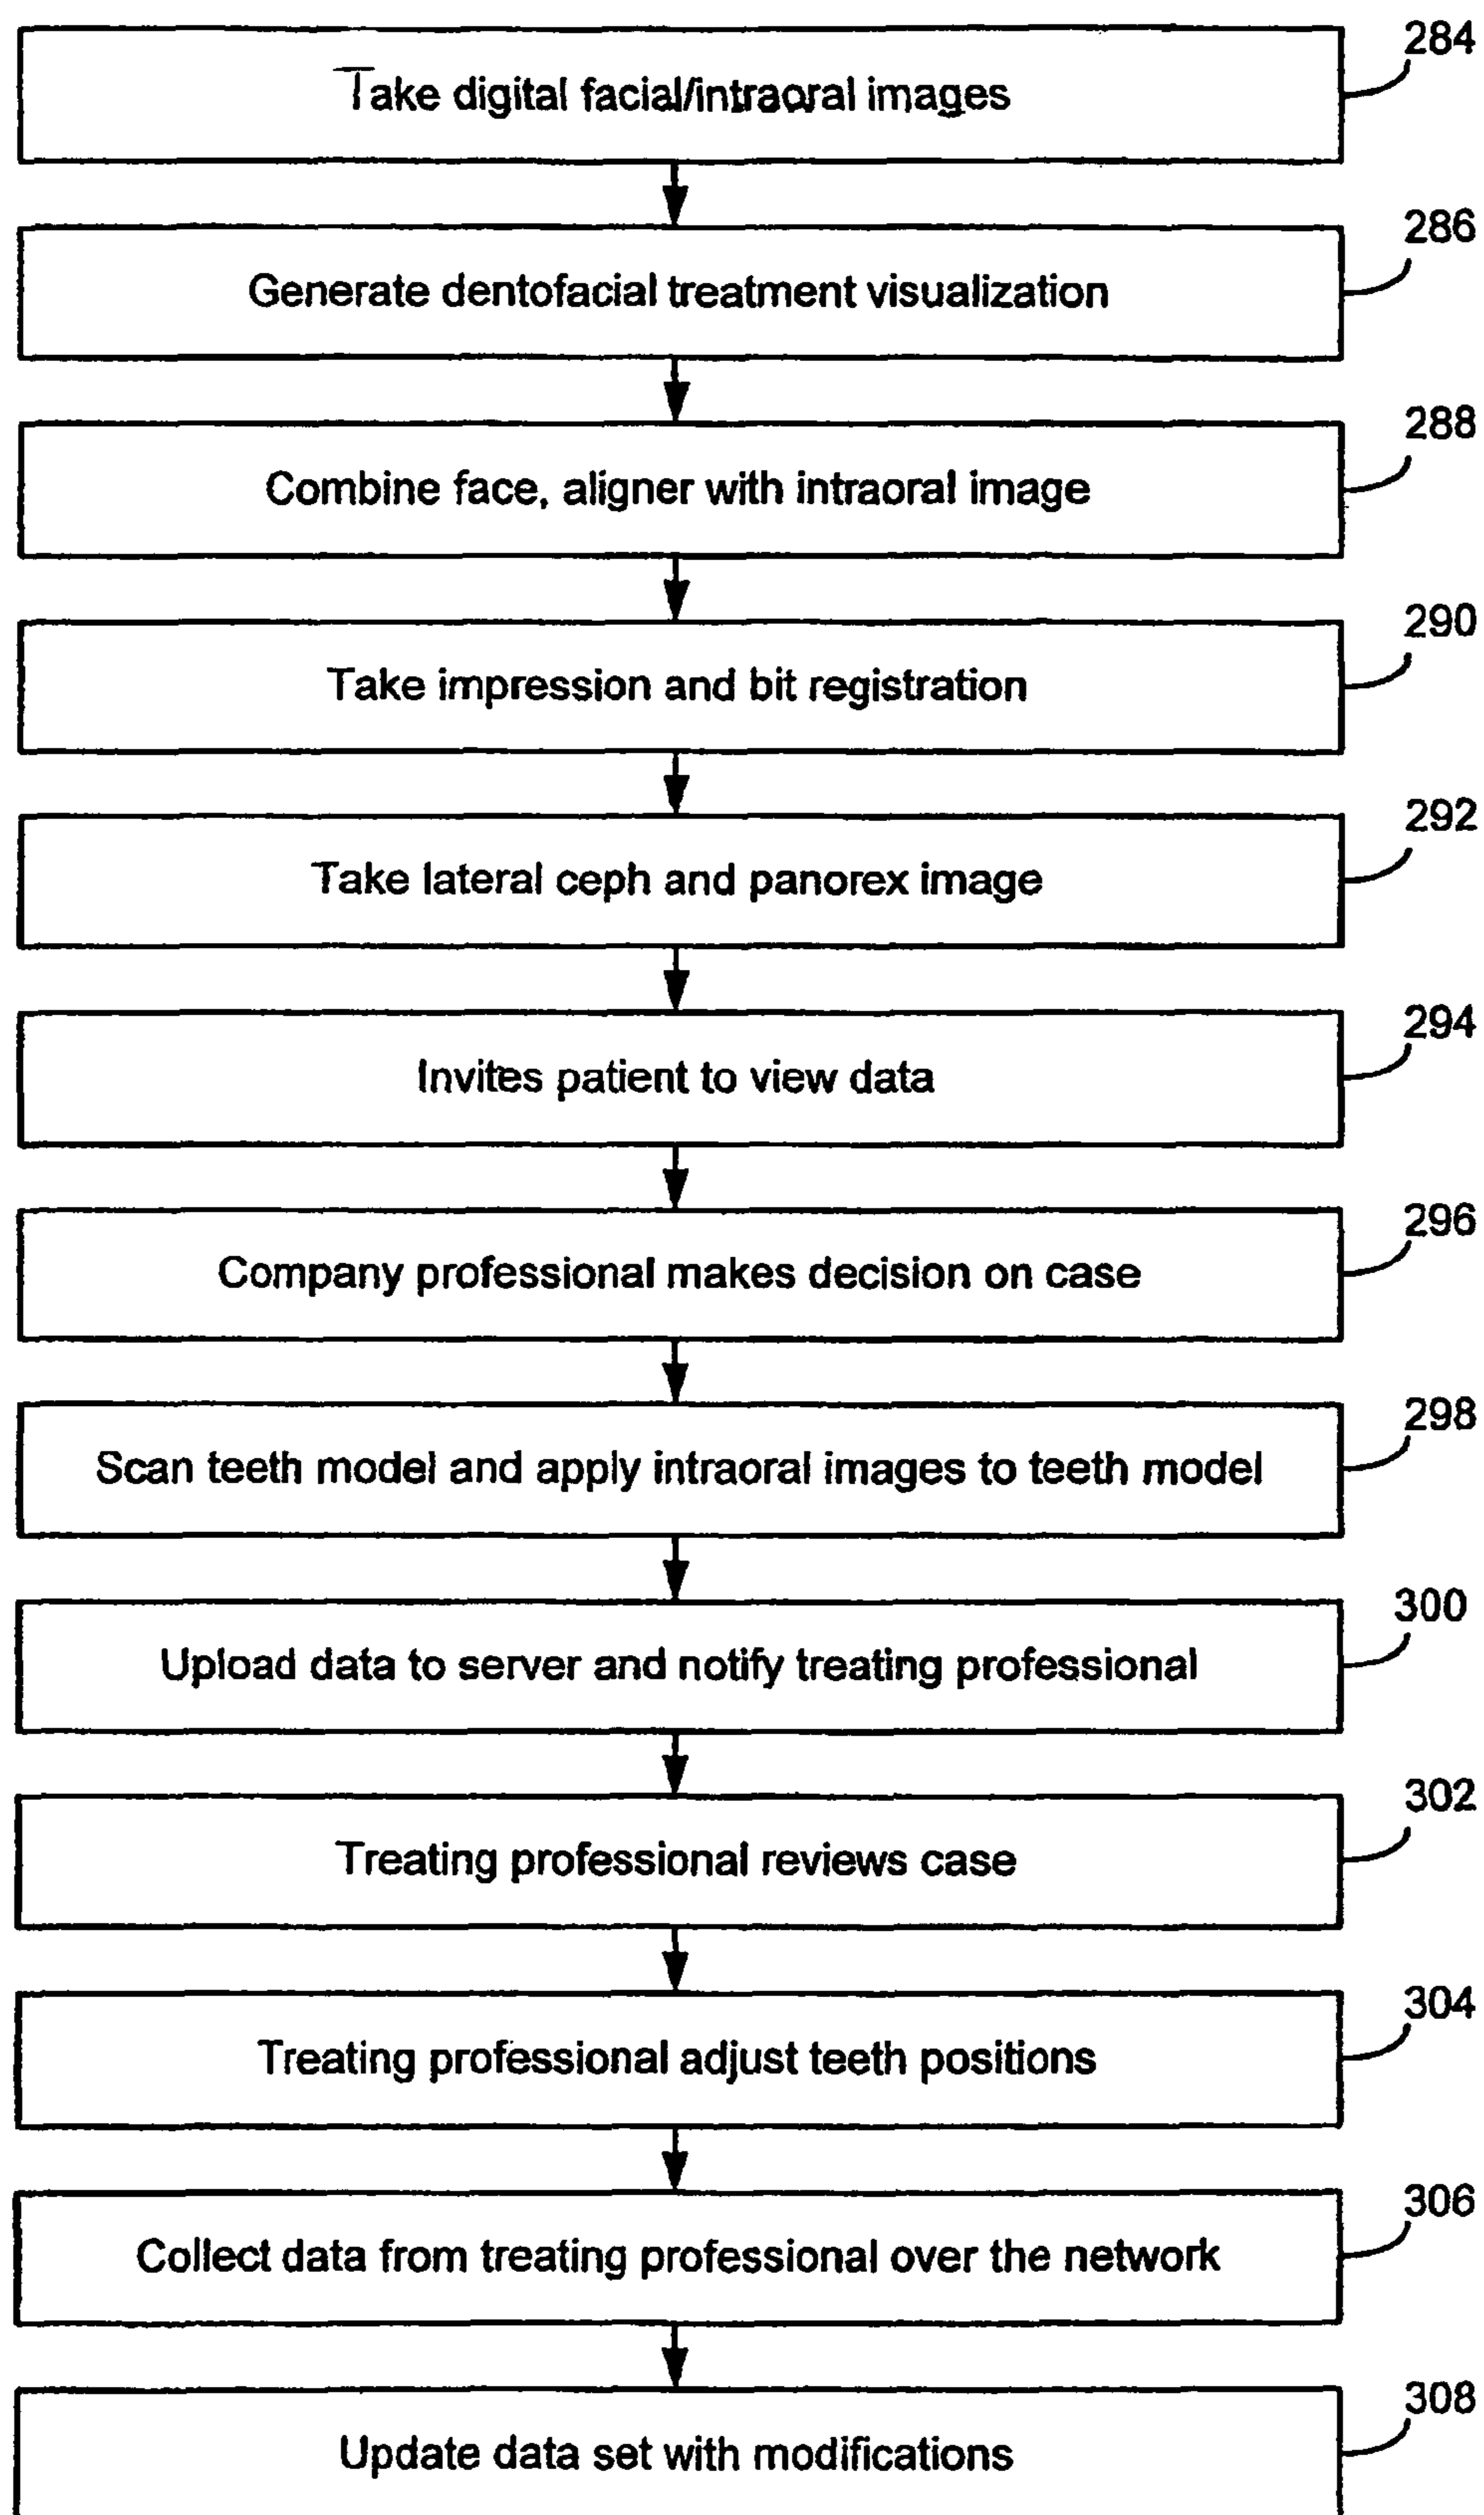 284
Take digital facial/intraoral images
286
Generate dentofacial treatment visualization
288
Combine face, aligner with intraoral image
290
Take impression and bit registration
292
Take lateral ceph and panorex image
294
Invites patient to view data
296
Company professional makes decision on case
298
Scan teeth model and apply intraoral images to teeth model
300
Upload data to server and notify treating professional
302
Treating professional reviews case
304
Treating professional adjust teeth positions
306
Collect data from treating professional over the network
308
Update data set with modifications